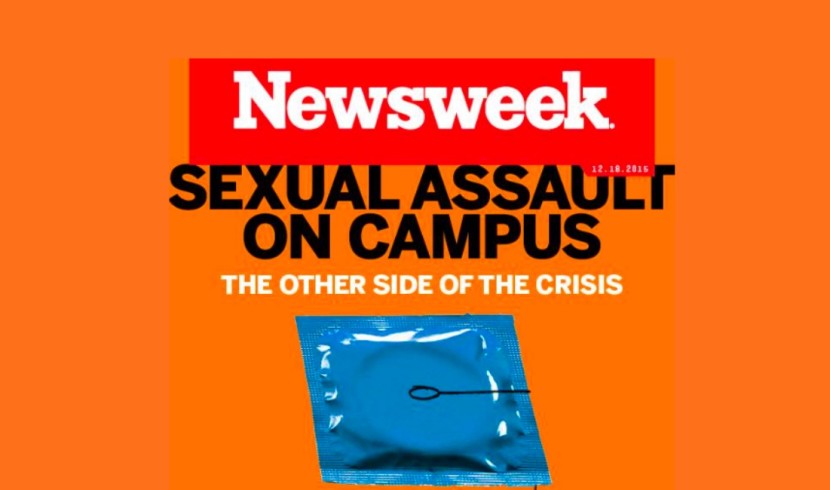 Newsweek.
12.18.2015
SEXUAL ASSAULT
ON CAMPUS
THE OTHER SIDE OF THE CRISIS